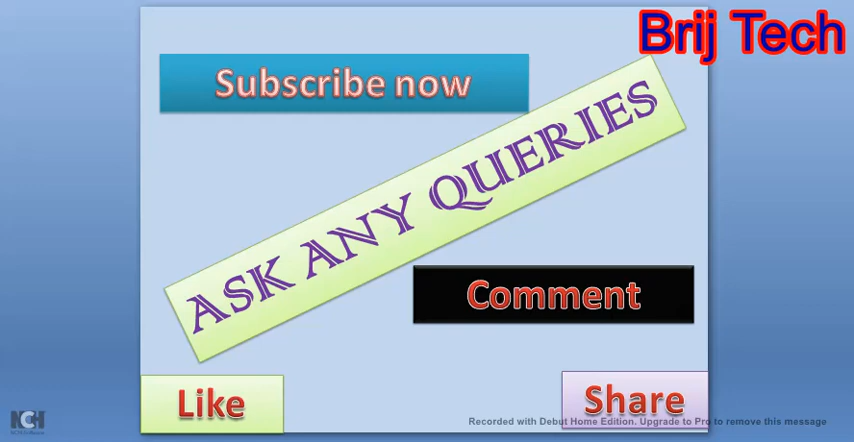 Brij Tech
Subscribe now
ASK ANY QUERIES
Comment
Like
Share
Recorded with Debut Home Edition. Upgrade to Pro to remove this message
NCH